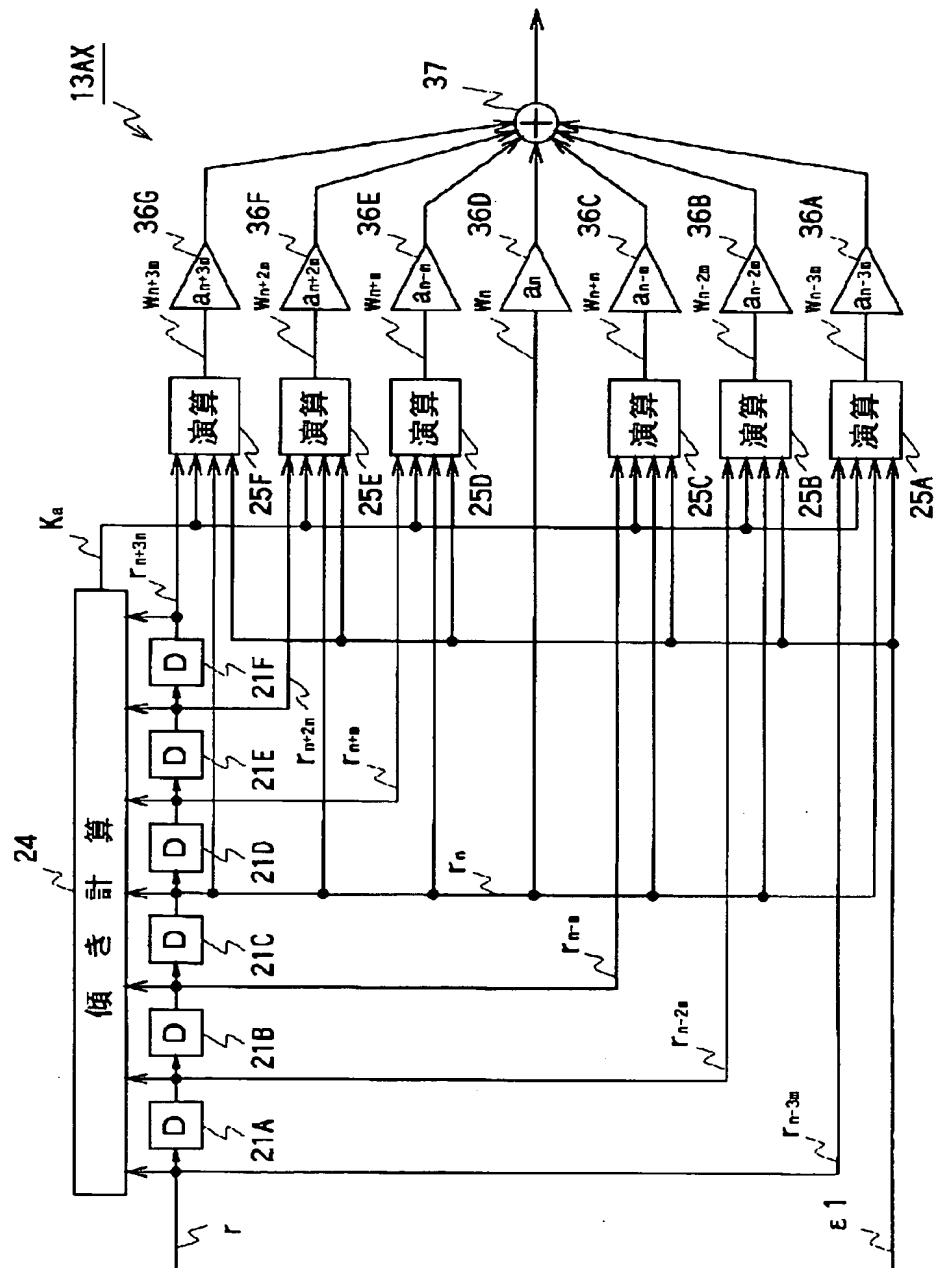 13AX
24
傾き計算
Ka
r
D
D
D
D
D
D
21A
21B
21C
21D
21E
21F
rn+3n
rn+2m
rn+m
rn
rn-m
rn-2m
rn-3m
ε1
演算
演算
演算
演算
演算
演算
25F
25E
25D
25C
25B
25A
Wn+3m
Wn+2m
Wn+m
Wn
Wn+n
Wn-2m
Wn-3m
an+3m
an+2m
an-n
an
an-m
an-2m
an-3m
36G
36F
36E
36D
36C
36B
36A
+
37